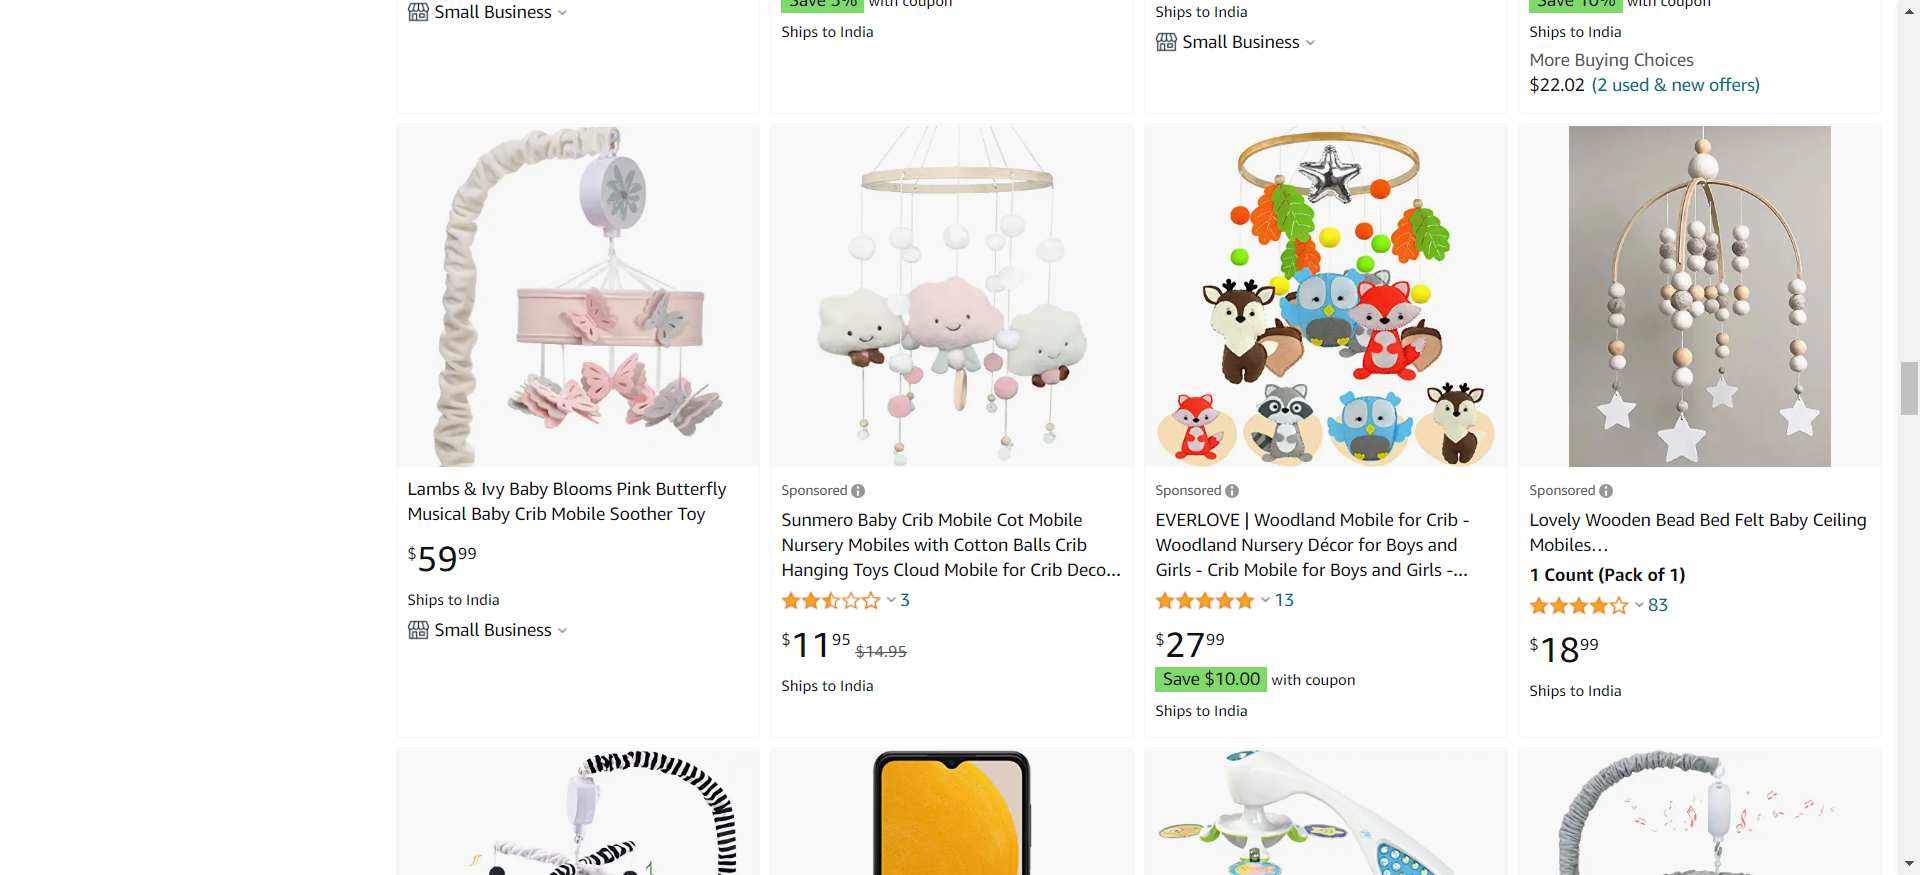 Small Business
Save 5% with coupon
Ships to India
Ships to India
Small Business
Save 10% with coupon
Ships to India
More Buying Choices
$22.02 (2 used & new offers)
Lambs & Ivy Baby Blooms Pink Butterfly
Musical Baby Crib Mobile Soother Toy
$59.99
Ships to India
Small Business
Sponsored
Sunmero Baby Crib Mobile Cot Mobile
Nursery Mobiles with Cotton Balls Crib
Hanging Toys Cloud Mobile for Crib Deco...
3
$11.95 $14.95
Ships to India
Sponsored
EVERLOVE | Woodland Mobile for Crib -
Woodland Nursery Décor for Boys and
Girls - Crib Mobile for Boys and Girls -...
13
$27.99
Save $10.00 with coupon
Ships to India
Sponsored
Lovely Wooden Bead Bed Felt Baby Ceiling
Mobiles...
1 Count (Pack of 1)
83
$18.99
Ships to India